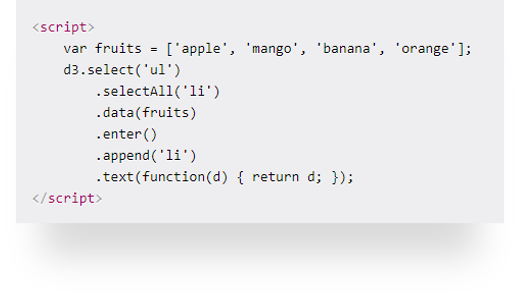 <script>
    var fruits = ['apple', 'mango', 'banana', 'orange'];
    d3.select('ul')
        .selectAll('li')
        .data(fruits)
        .enter()
        .append('li')
        .text(function(d) { return d; });
</script>